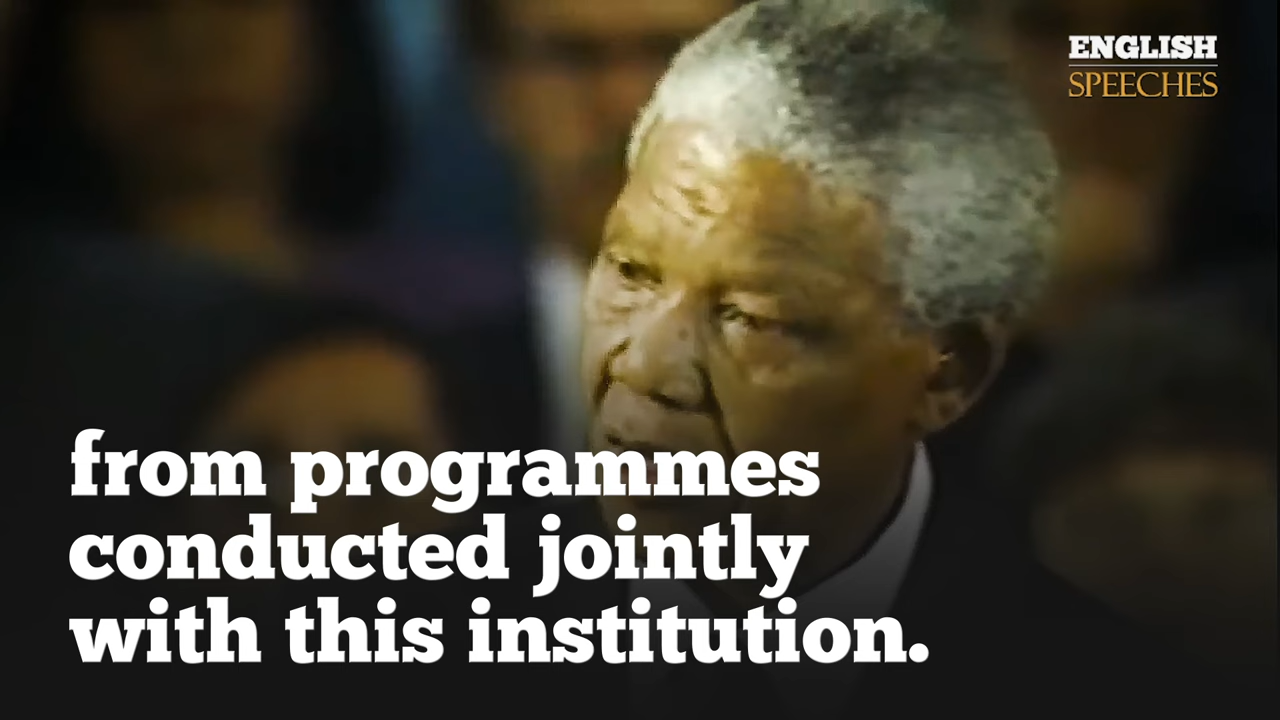 ENGLISH
SPEECHES
from programmes
conducted jointly
with this institution.